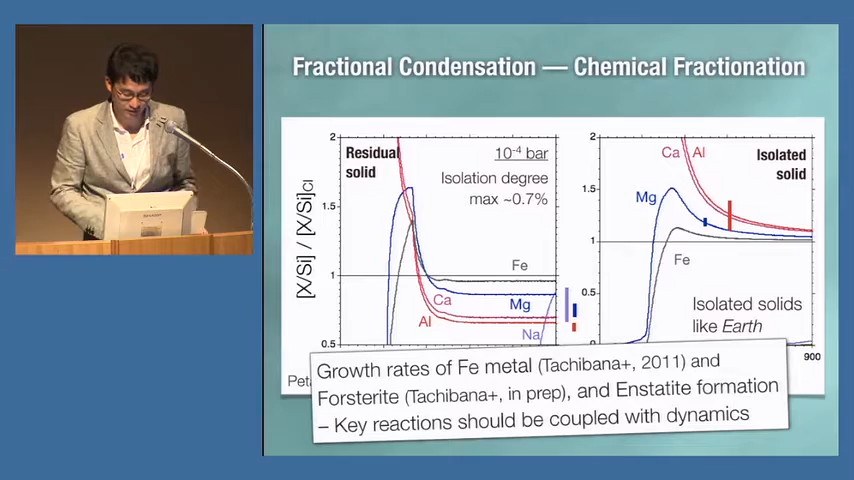 Fractional Condensation — Chemical Fractionation
2
Residual
solid
10-4 bar
Isolation degree
max ~0.7%
1.5
[X/Si] / [X/Si]CI
1
Fe
Ca
Mg
Al
Na
0.5
2
Ca Al
Isolated
solid
Mg
1.5
1
Fe
0.5
Isolated solids
like Earth
900
Growth rates of Fe metal (Tachibana+, 2011) and
Forsterite (Tachibana+, in prep), and Enstatite formation
– Key reactions should be coupled with dynamics